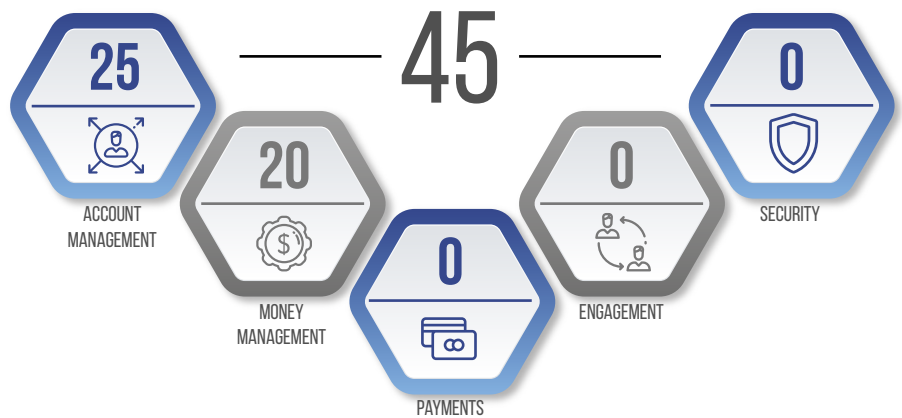 45
25
ACCOUNT
MANAGEMENT
20
$
MONEY
MANAGEMENT
0
PAYMENTS
0
ENGAGEMENT
0
SECURITY